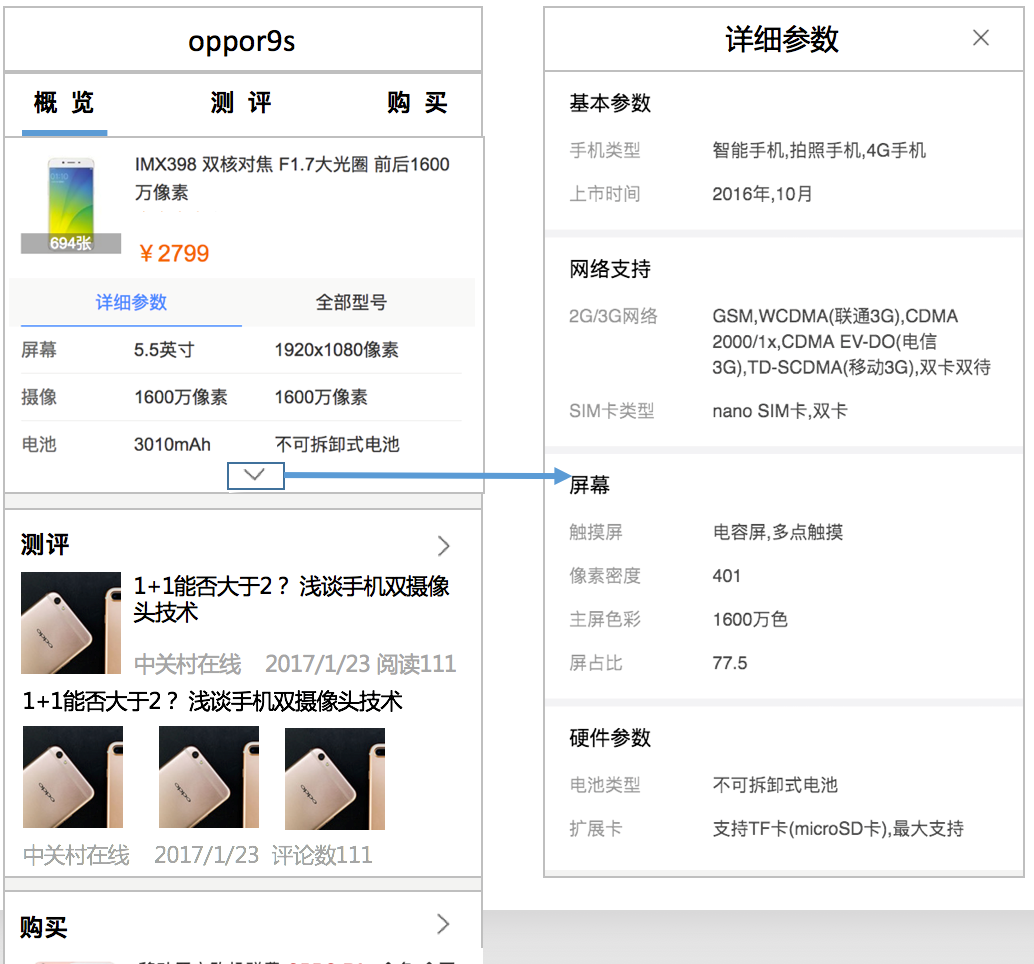 oppor9s
概 览 测 评 购 买
IMX398 双核对焦 F1.7大光圈 前后1600
万像素
694张
￥2799
详细参数 全部型号
屏幕 5.5英寸 1920x1080像素
摄像 1600万像素 1600万像素
电池 3010mAh 不可拆卸式电池
测评
1+1能否大于2？ 浅谈手机双摄像
头技术
中关村在线 2017/1/23 阅读111
1+1能否大于2？ 浅谈手机双摄像头技术
中关村在线 2017/1/23 评论数111
购买
详细参数
基本参数
手机类型 智能手机,拍照手机,4G手机
上市时间 2016年,10月
网络支持
2G/3G网络 GSM,WCDMA(联通3G),CDMA
2000/1x,CDMA EV-DO(电信
3G),TD-SCDMA(移动3G),双卡双待
SIM卡类型 nano SIM卡,双卡
屏幕
触摸屏 电容屏,多点触摸
像素密度 401
主屏色彩 1600万色
屏占比 77.5
硬件参数
电池类型 不可拆卸式电池
扩展卡 支持TF卡(microSD卡),最大支持